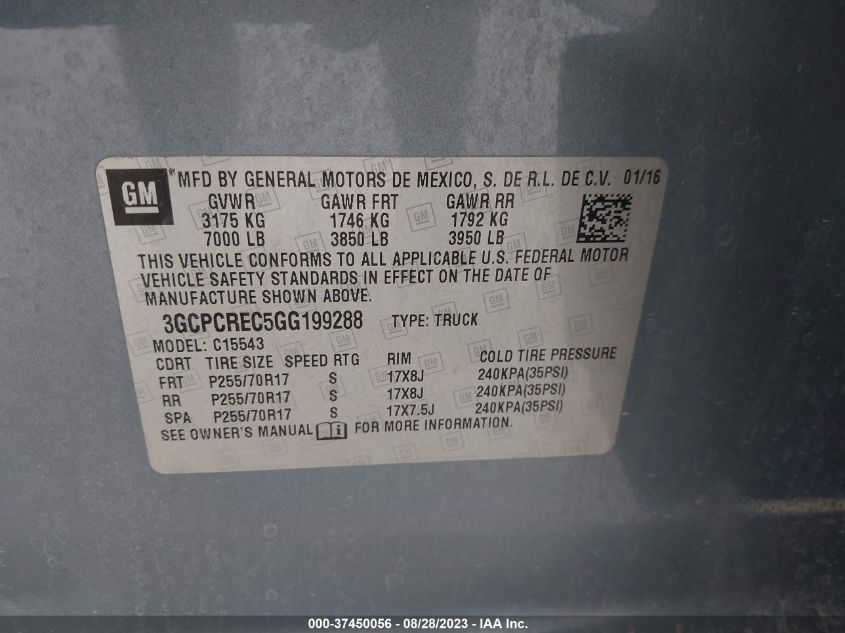 GM ® MFD BY GENERAL MOTORS DE MEXICO, S. DE R.L. DE C.V. 01/16
GVWR GAWR FRT GAWR RR
3175 KG 1746 KG 1792 KG
7000 LB 3850 LB 3950 LB
THIS VEHICLE CONFORMS TO ALL APPLICABLE U.S. FEDERAL MOTOR
VEHICLE SAFETY STANDARDS IN EFFECT ON THE DATE OF
MANUFACTURE SHOWN ABOVE.
3GCPCREC5GG199288 TYPE: TRUCK
MODEL: C15543
CDRT TIRE SIZE SPEED RTG RIM COLD TIRE PRESSURE
FRT P255/70R17 S 17X8J 240KPA(35PSI)
RR P255/70R17 S 17X8J 240KPA(35PSI)
SPA P255/70R17 S 17X7.5J 240KPA(35PSI)
SEE OWNER'S MANUAL FOR MORE INFORMATION.
000-37450056 - 08/28/2023 - IAA Inc.